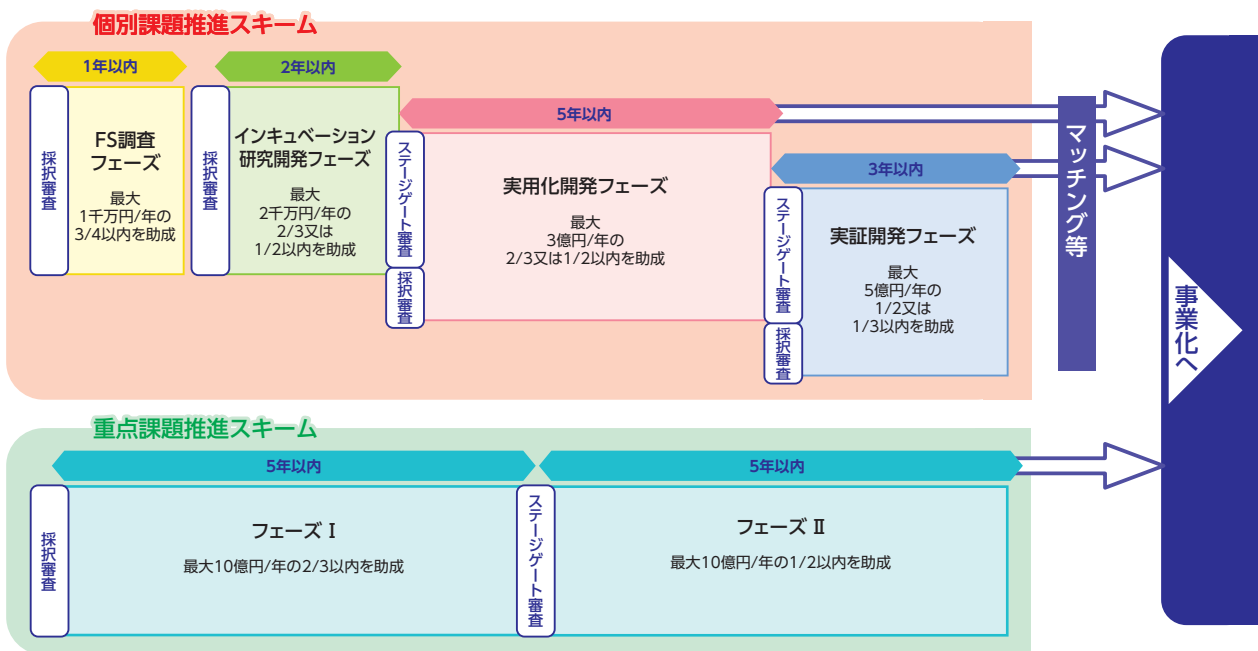 個別課題推進スキーム
1年以内
2年以内
5年以内
3年以内
採択審査
FS調査
フェーズ
最大
1千万円/年の
3/4以内を助成
採択審査
インキュベーション
研究開発フェーズ
最大
2千万円/年の
2/3又は
1/2以内を助成
ステージゲート審査
採択審査
実用化開発フェーズ
最大
3億円/年の
2/3又は1/2以内を助成
ステージゲート審査
採択審査
実証開発フェーズ
最大
5億円/年の
1/2又は
1/3以内を助成
マッチング等
事業化へ
重点課題推進スキーム
5年以内
5年以内
採択審査
フェーズ Ⅰ
最大10億円/年の2/3以内を助成
ステージゲート審査
フェーズ Ⅱ
最大10億円/年の1/2以内を助成